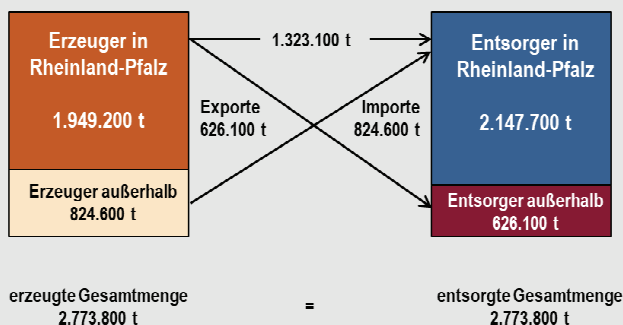 Erzeuger in
Rheinland-Pfalz
1.949.200 t
Erzeuger außerhalb
824.600 t
1.323.100 t
Exporte
626.100 t
Importe
824.600 t
Entsorger in
Rheinland-Pfalz
2.147.700 t
Entsorger außerhalb
626.100 t
erzeugte Gesamtmenge
2.773.800 t
=
entsorgte Gesamtmenge
2.773.800 t